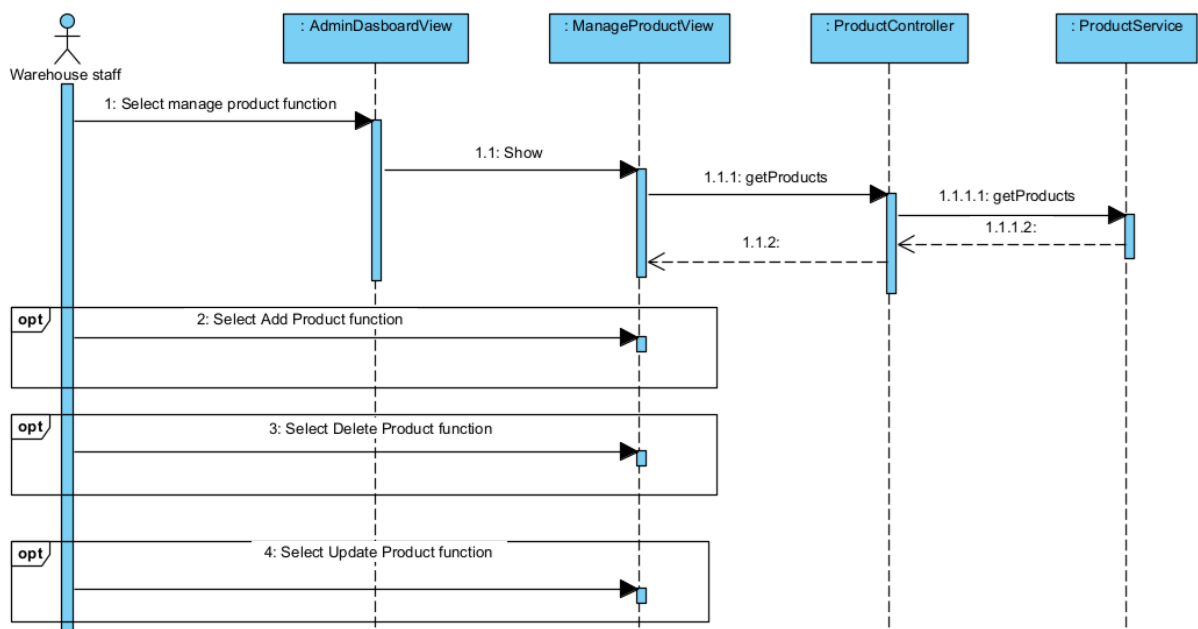 : AdminDasboardView
: ManageProductView
: ProductController
: ProductService
Warehouse staff
1: Select manage product function
1.1: Show
1.1.1: getProducts
1.1.1.1: getProducts
1.1.1.2:
1.1.2:
opt
2: Select Add Product function
opt
3: Select Delete Product function
opt
4: Select Update Product function